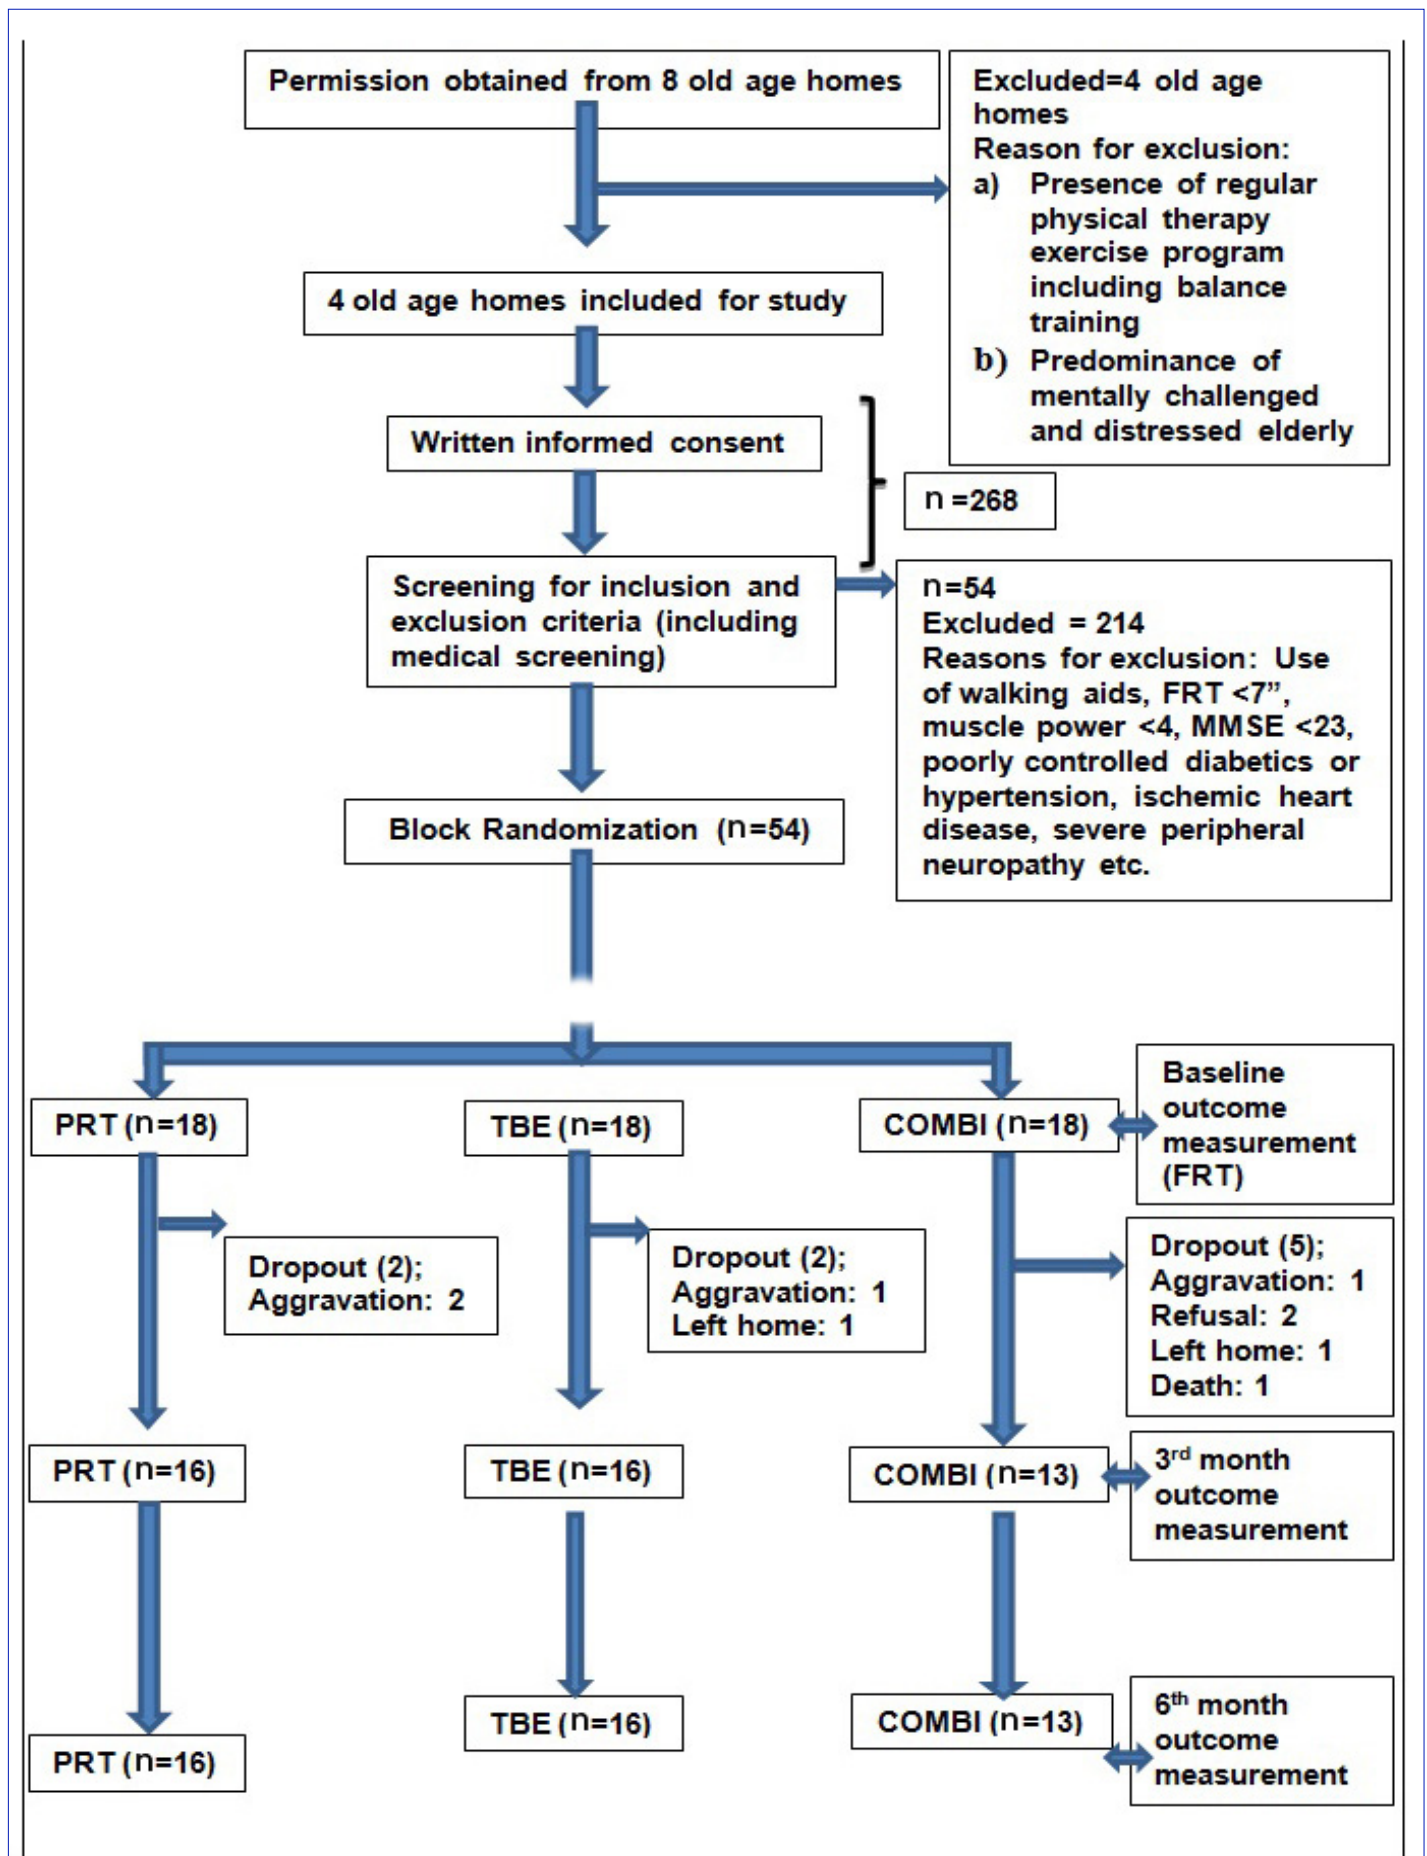 Permission obtained from 8 old age homes
Excluded=4 old age
homes
Reason for exclusion:
a) Presence of regular
physical therapy
exercise program
including balance
training
b) Predominance of
mentally challenged
and distressed elderly
4 old age homes included for study
Written informed consent
n =268
Screening for inclusion and
exclusion criteria (including
medical screening)
n=54
Excluded = 214
Reasons for exclusion: Use
of walking aids, FRT <7”,
muscle power <4, MMSE <23,
poorly controlled diabetics or
hypertension, ischemic heart
disease, severe peripheral
neuropathy etc.
Block Randomization (n=54)
PRT (n=18)
TBE (n=18)
COMBI (n=18)
Baseline
outcome
measurement
(FRT)
Dropout (2);
Aggravation: 2
Dropout (2);
Aggravation: 1
Left home: 1
Dropout (5);
Aggravation: 1
Refusal: 2
Left home: 1
Death: 1
PRT (n=16)
TBE (n=16)
COMBI (n=13)
3rd month
outcome
measurement
PRT (n=16)
TBE (n=16)
COMBI (n=13)
6th month
outcome
measurement